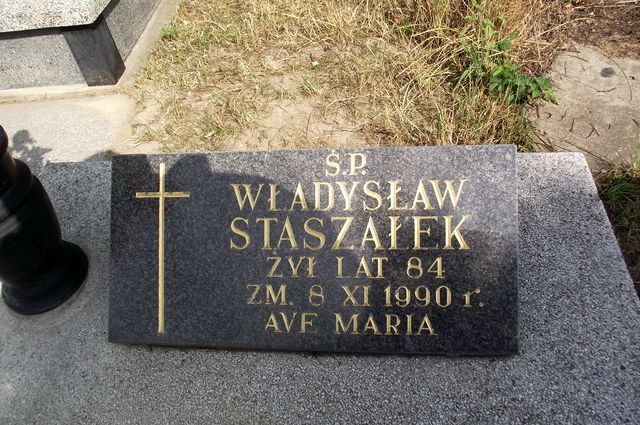 Ś.P.
WŁADYSŁAW
STASZAŁEK
ŻYŁ LAT 84
ZM. 8 XI 1990 r.
AVE MARIA